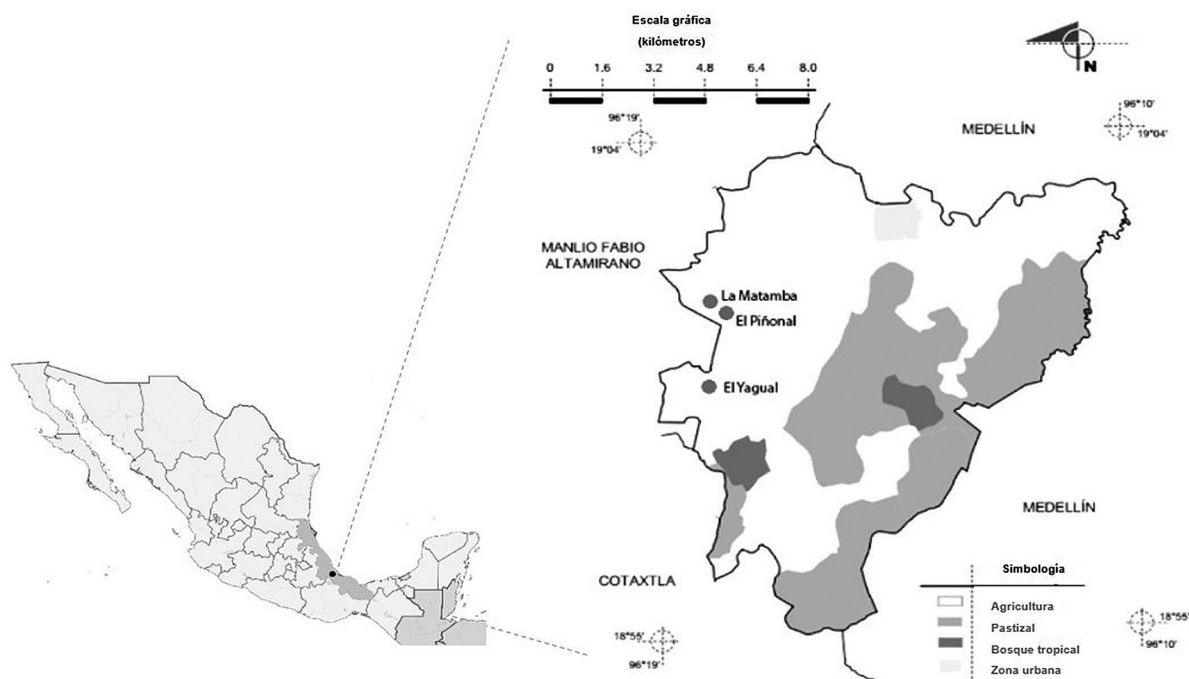 Escala gráfica
(kilómetros)
0 1.6 3.2 4.8 6.4 8.0
N
96°19'
19°04'
96°10'
19°04'
MEDELLÍN
MANLIO FABIO
ALTAMIRANO
La Matamba
El Piñonal
El Yagual
MEDELLÍN
COTAXTLA
Simbología
Agricultura
Pastizal
Bosque tropical
Zona urbana
18°55'
96°19'
18°55'
96°10'